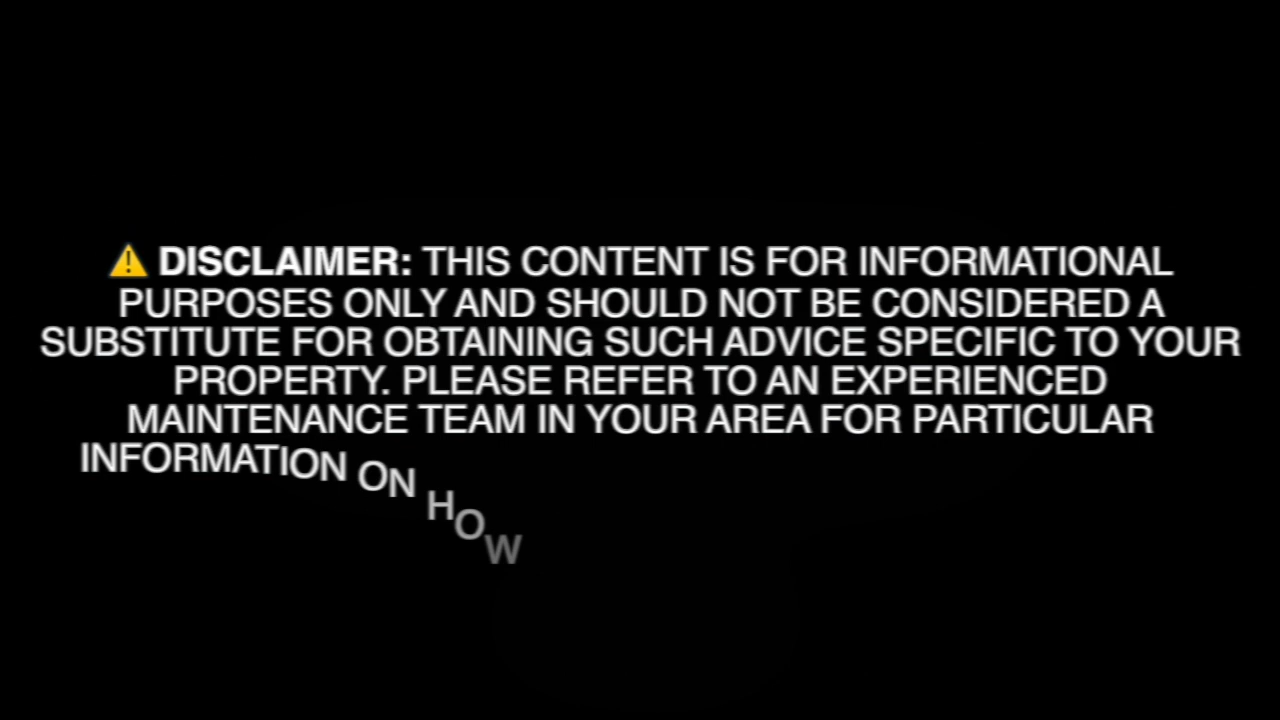 ⚠️ DISCLAIMER: THIS CONTENT IS FOR INFORMATIONAL
PURPOSES ONLY AND SHOULD NOT BE CONSIDERED A
SUBSTITUTE FOR OBTAINING SUCH ADVICE SPECIFIC TO YOUR
PROPERTY. PLEASE REFER TO AN EXPERIENCED
MAINTENANCE TEAM IN YOUR AREA FOR PARTICULAR
INFORMATION ON HOW